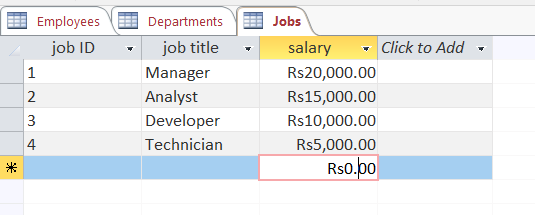 Employees Departments Jobs
job ID job title salary Click to Add
1 Manager Rs20,000.00
2 Analyst Rs15,000.00
3 Developer Rs10,000.00
4 Technician Rs5,000.00
Rs0.00